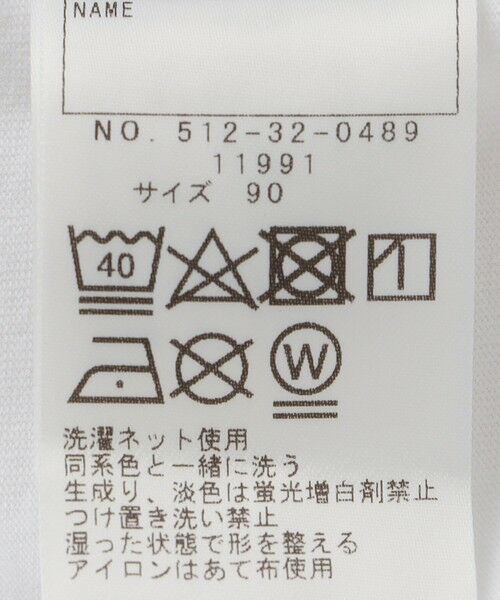 NAME
NO. 512-32-0489
11991
サイズ 90
40
W
洗濯ネット使用
同系色と一緒に洗う
生成り、淡色は蛍光増白剤禁止
つけ置き洗い禁止
湿った状態で形を整える
アイロンはあて布使用